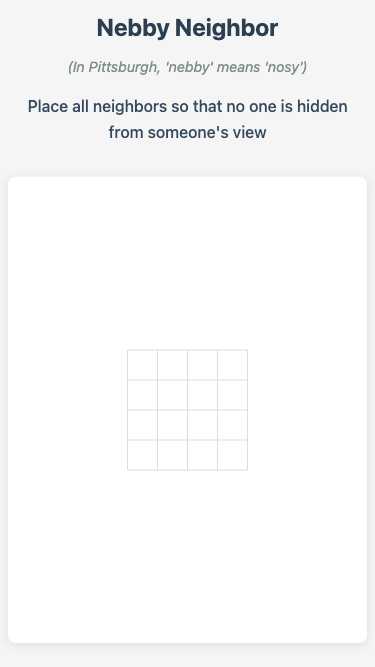 Nebby Neighbor
(In Pittsburgh, 'nebby' means 'nosy')
Place all neighbors so that no one is hidden
from someone's view